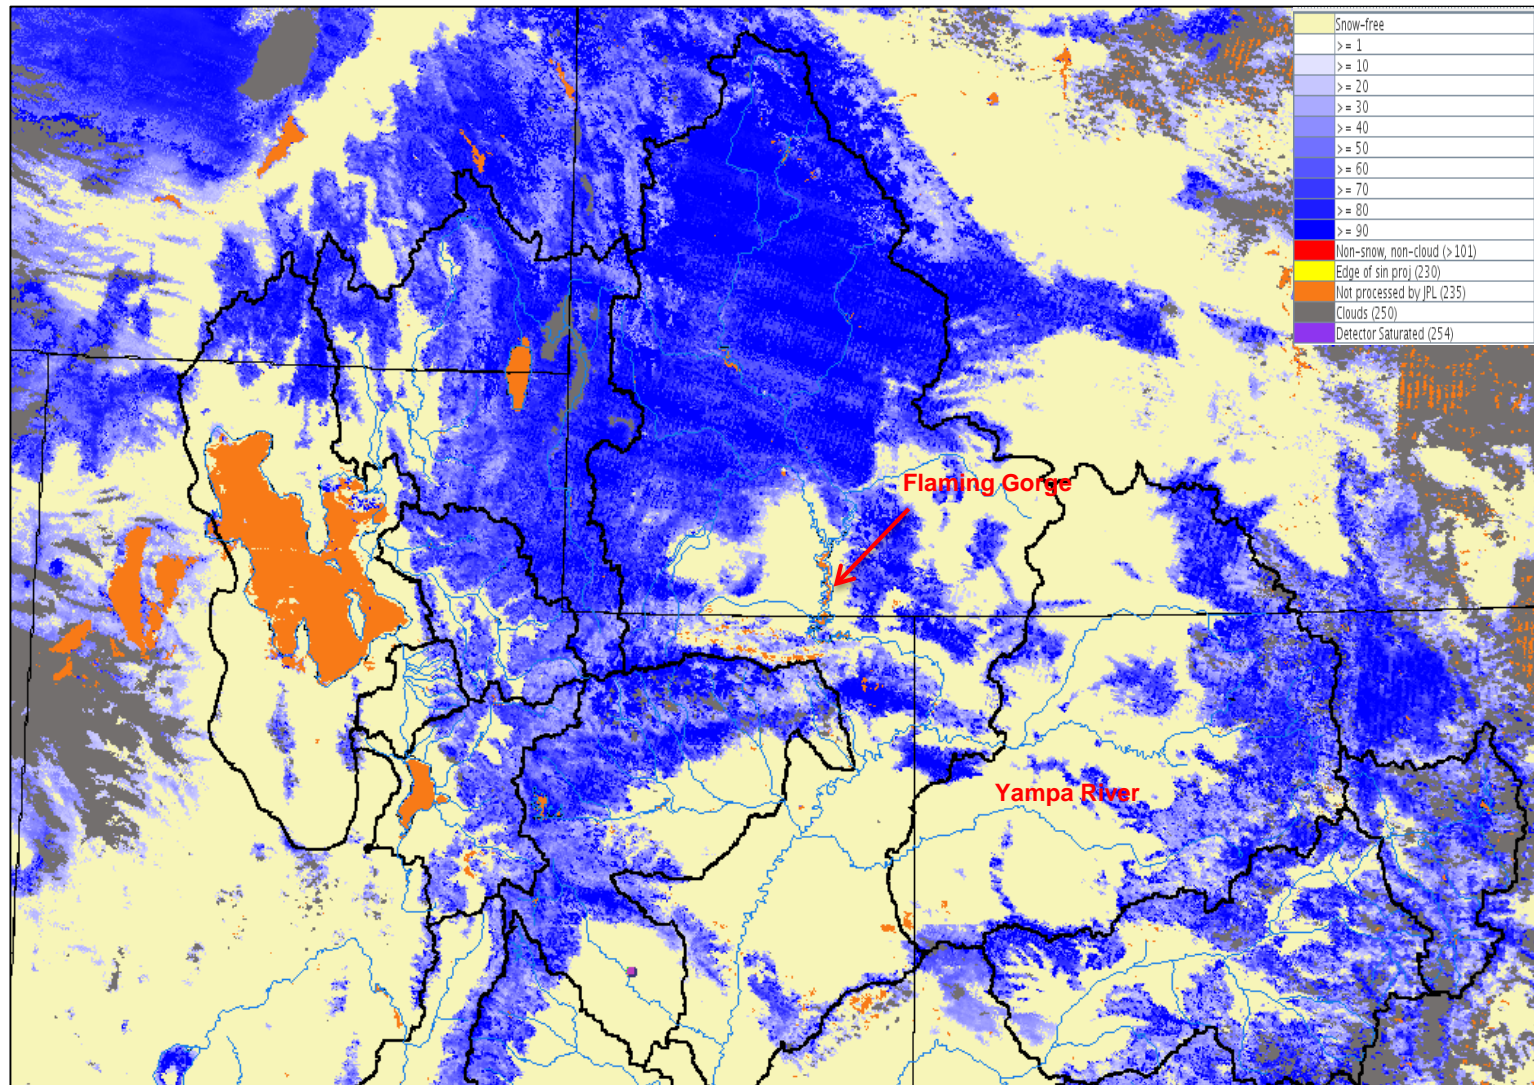 Snow-free
>= 1
>= 10
>= 20
>= 30
>= 40
>= 50
>= 60
>= 70
>= 80
>= 90
Non-snow, non-cloud (>101)
Edge of sin proj (230)
Not processed by JPL (235)
Clouds (250)
Detector Saturated (254)
Flaming Gorge
Yampa River